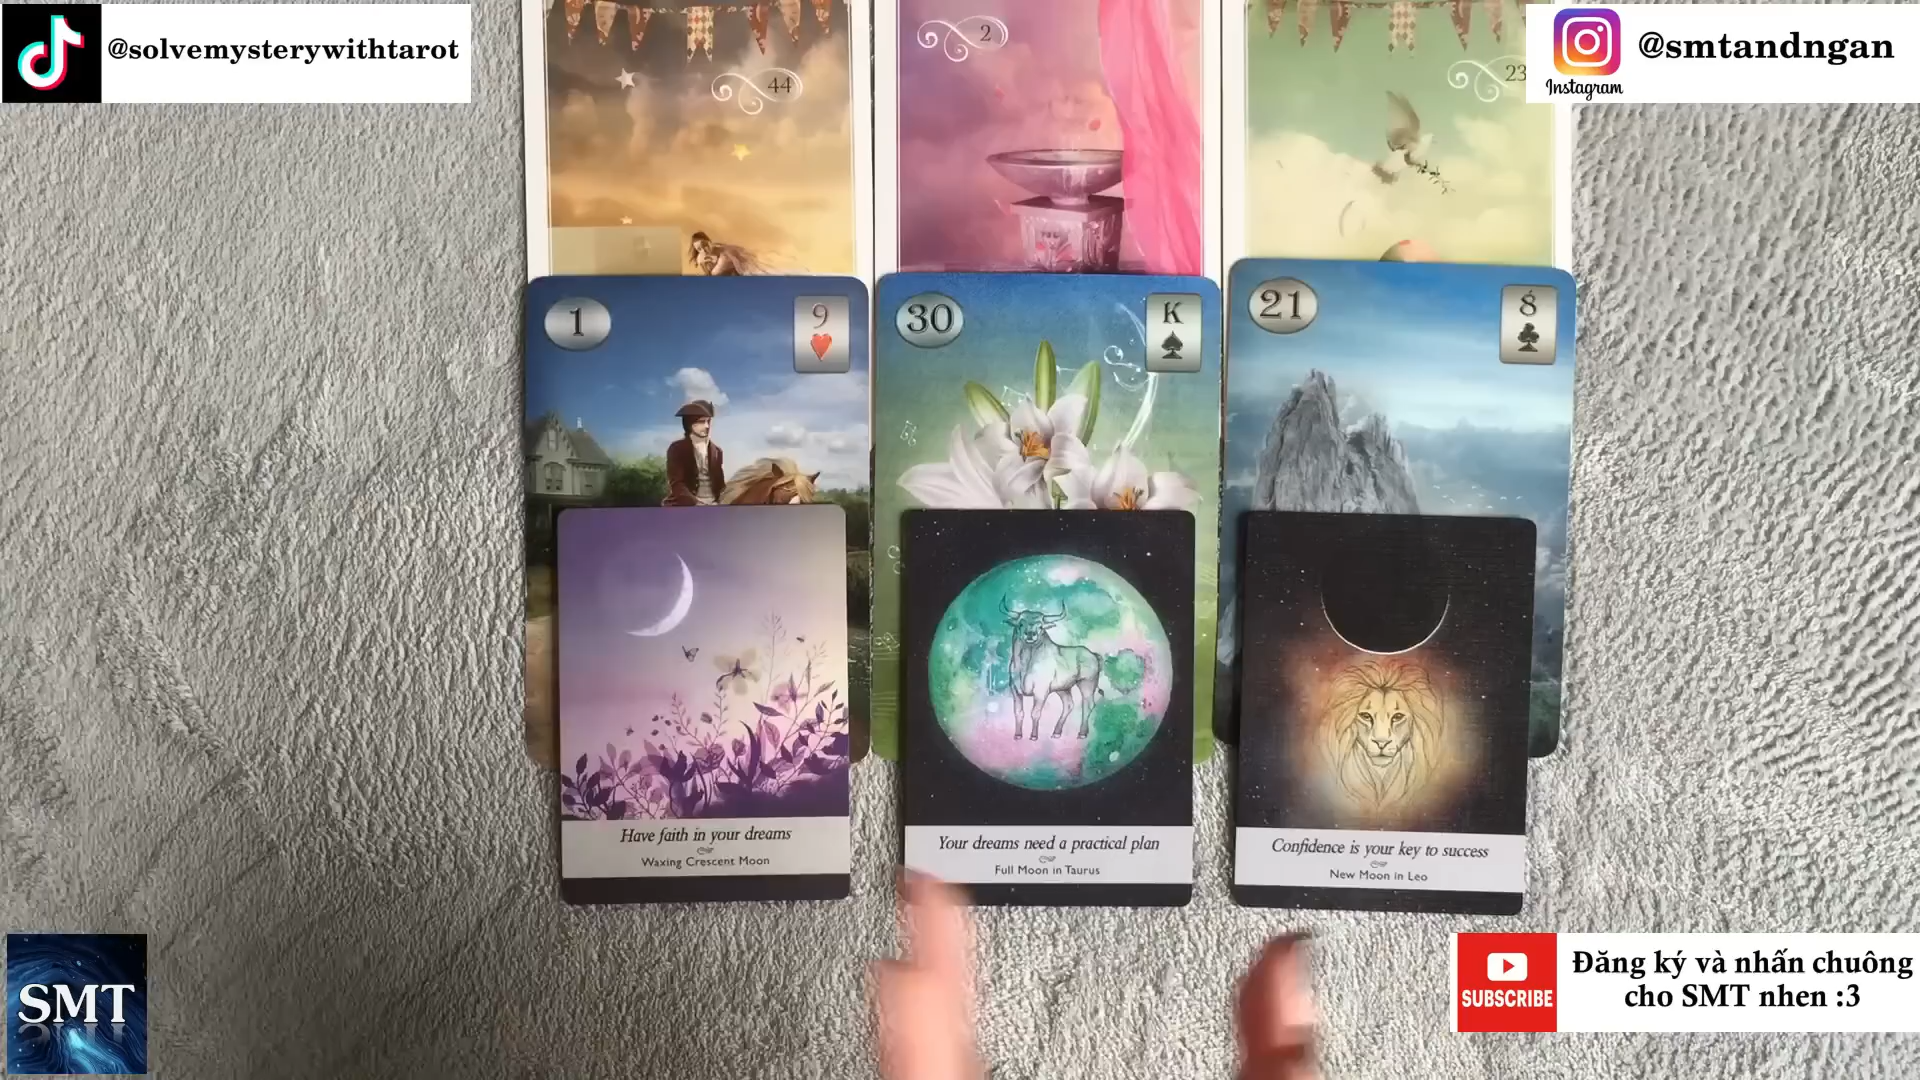 @solvemysterywithtarot
Instagram
@smtandngan
44
2
23
1
9
30
K
21
8
Have faith in your dreams
Waxing Crescent Moon
Your dreams need a practical plan
Full Moon in Taurus
Confidence is your key to success
New Moon in Leo
SMT
SUBSCRIBE
Đăng ký và nhấn chuông
cho SMT nhen :3